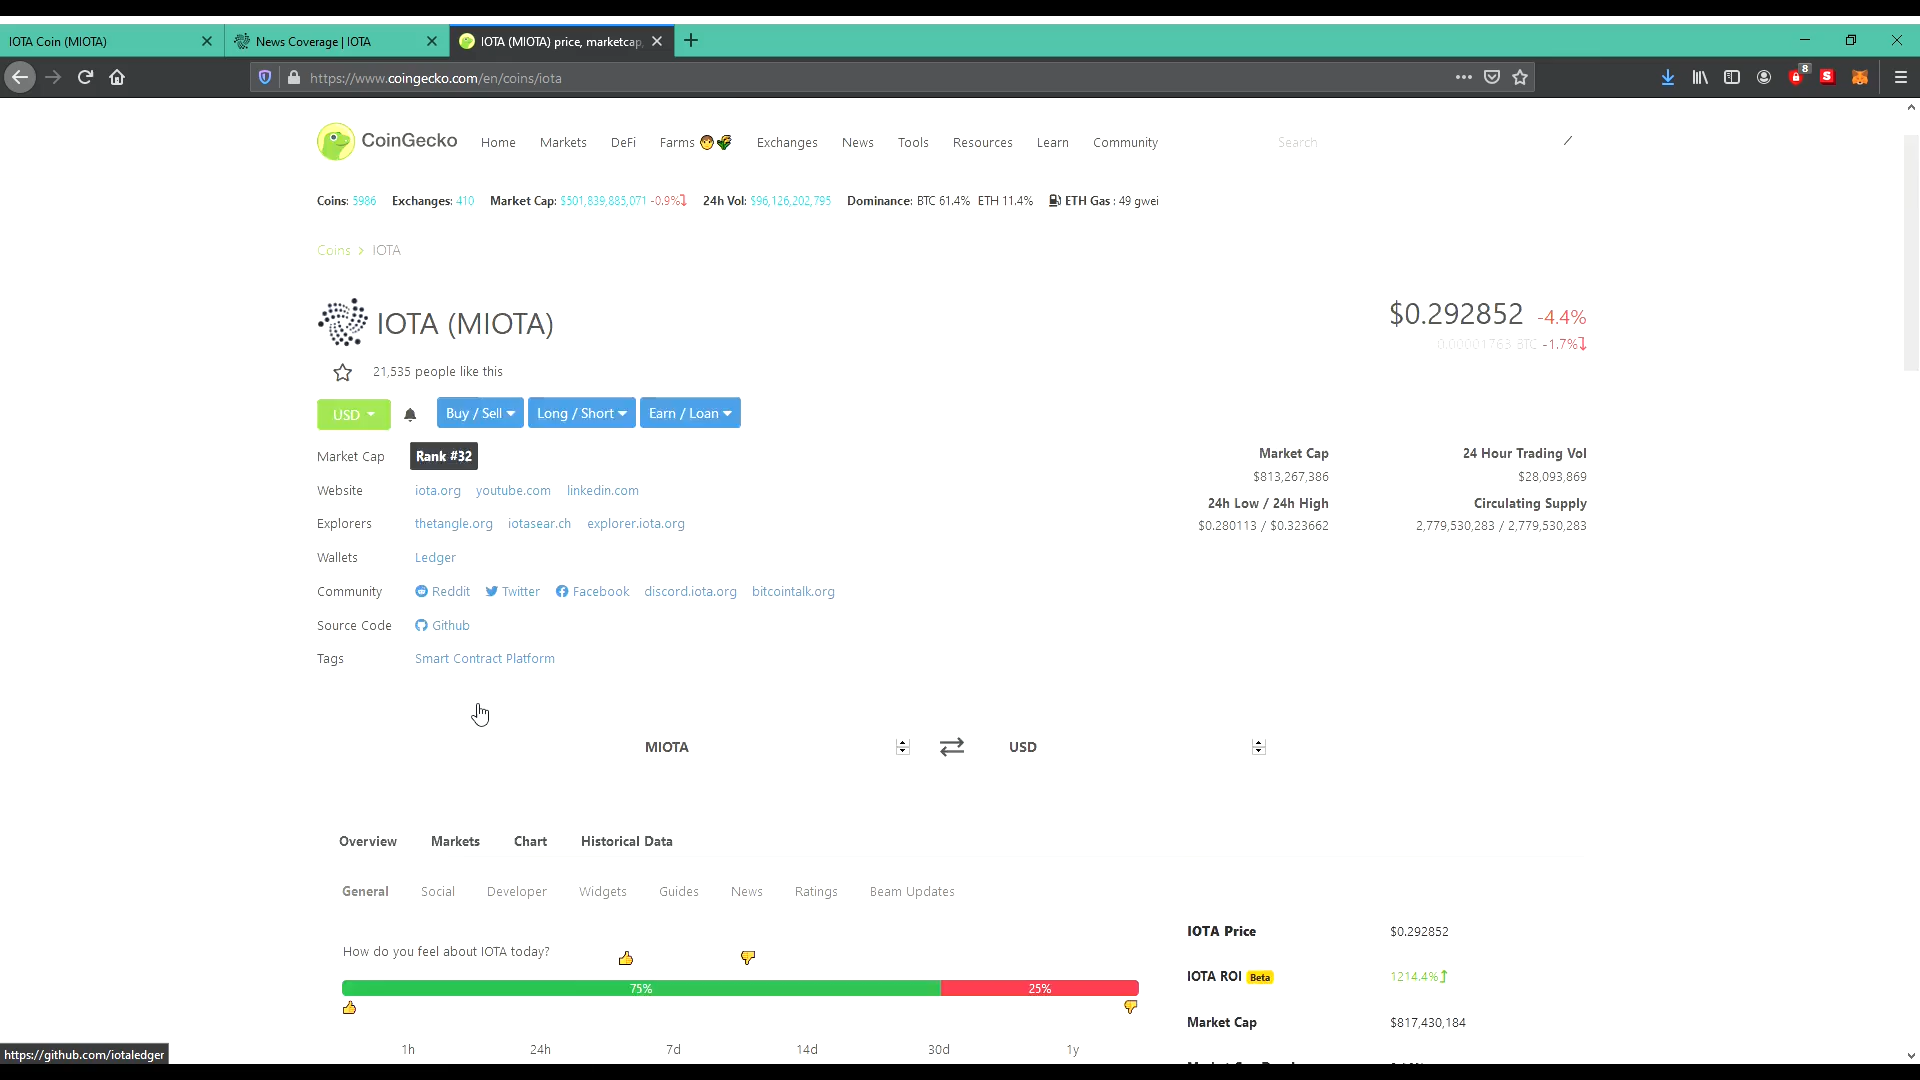 IOTA Coin (MIOTA)
News Coverage | IOTA
IOTA (MIOTA) price, marketcap,
https://www.coingecko.com/en/coins/iota
8
S
CoinGecko
Home Markets DeFi Farms Exchanges News Tools Resources Learn Community Search /
Coins: 5986 Exchanges: 410 Market Cap: $501,839,885,071 -0.9% 24h Vol: $96,126,202,795 Dominance: BTC 61.4% ETH 11.4% ETH Gas : 49 gwei
Coins > IOTA
IOTA (MIOTA)
$0.292852 -4.4%
0.00001763 BTC -1.7%
21,535 people like this
USD Buy / Sell Long / Short Earn / Loan
Market Cap Rank #32
Website iota.org youtube.com linkedin.com
Explorers thetangle.org iotasear.ch explorer.iota.org
Wallets Ledger
Community Reddit Twitter Facebook discord.iota.org bitcointalk.org
Source Code Github
Tags Smart Contract Platform
Market Cap 24 Hour Trading Vol
$813,267,386 $28,093,869
24h Low / 24h High Circulating Supply
$0.280113 / $0.323662 2,779,530,283 / 2,779,530,283
MIOTA USD
Overview Markets Chart Historical Data
General Social Developer Widgets Guides News Ratings Beam Updates
How do you feel about IOTA today?
75% 25%
1h 24h 7d 14d 30d 1y
IOTA Price $0.292852
IOTA ROI Beta 1214.4%
Market Cap $817,430,184
https://github.com/iotaledger